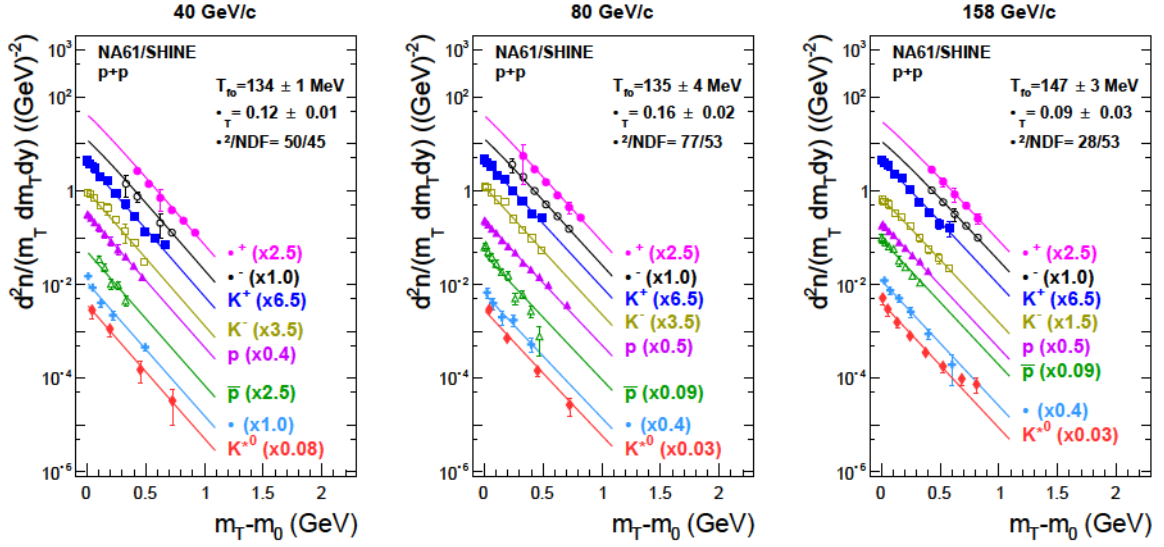 40 GeV/c
d²n/(m_T dm_T dy) ((GeV)⁻²)
10³
10²
1
10⁻²
10⁻⁴
10⁻⁶
NA61/SHINE
p+p
T_fo=134 ± 1 MeV
•_T= 0.12 ± 0.01
•²/NDF= 50/45
•⁺ (x2.5)
•⁻ (x1.0)
K⁺ (x6.5)
K⁻ (x3.5)
p (x0.4)
p̅ (x2.5)
• (x1.0)
K*⁰ (x0.08)
0 0.5 1 1.5 2
m_T-m_0 (GeV)
80 GeV/c
d²n/(m_T dm_T dy) ((GeV)⁻²)
10³
10²
1
10⁻²
10⁻⁴
10⁻⁶
NA61/SHINE
p+p
T_fo=135 ± 4 MeV
•_T= 0.16 ± 0.02
•²/NDF= 77/53
•⁺ (x2.5)
•⁻ (x1.0)
K⁺ (x6.5)
K⁻ (x3.5)
p (x0.5)
p̅ (x0.09)
• (x0.4)
K*⁰ (x0.03)
0 0.5 1 1.5 2
m_T-m_0 (GeV)
158 GeV/c
d²n/(m_T dm_T dy) ((GeV)⁻²)
10³
10²
1
10⁻²
10⁻⁴
10⁻⁶
NA61/SHINE
p+p
T_fo=147 ± 3 MeV
•_T= 0.09 ± 0.03
•²/NDF= 28/53
•⁺ (x2.5)
•⁻ (x1.0)
K⁺ (x6.5)
K⁻ (x1.5)
p (x0.5)
p̅ (x0.09)
• (x0.4)
K*⁰ (x0.03)
0 0.5 1 1.5 2
m_T-m_0 (GeV)